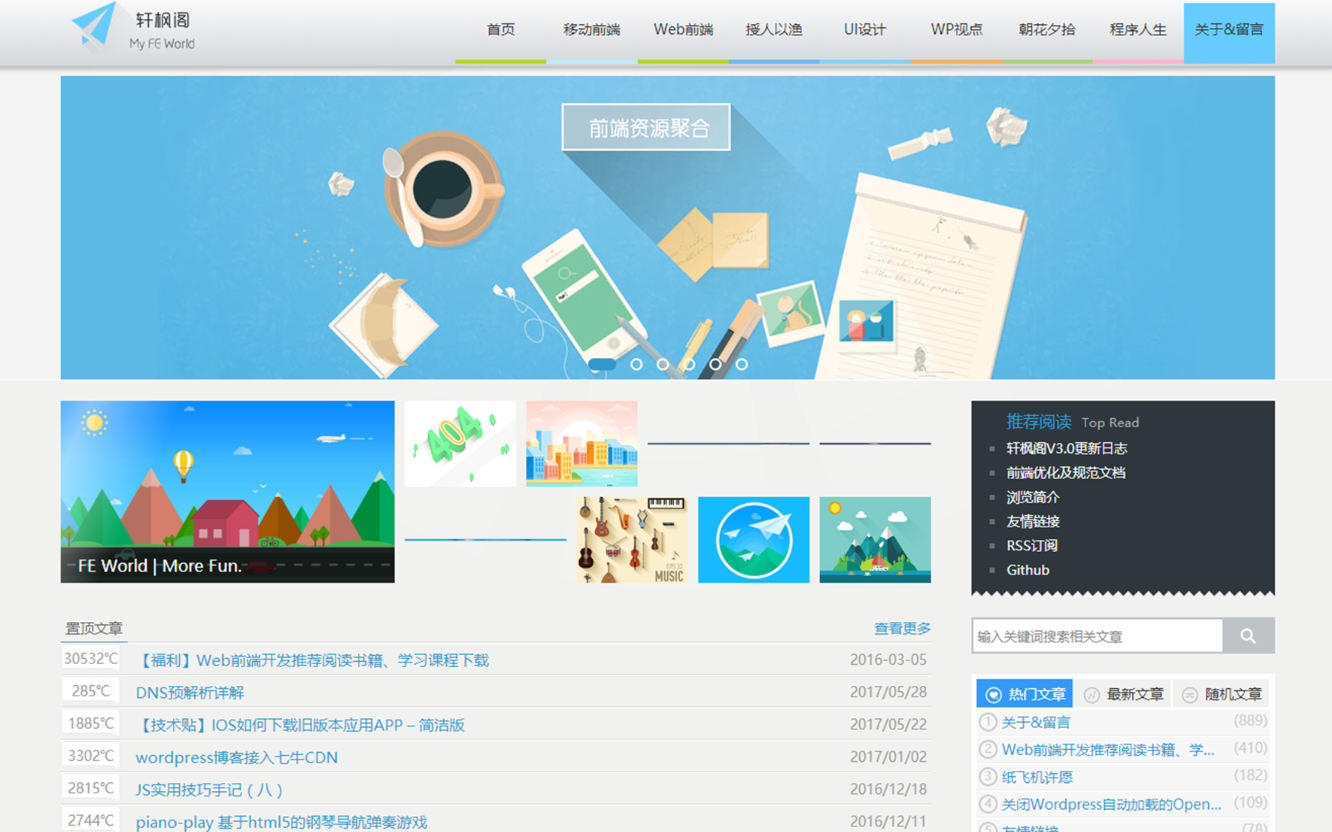 轩枫阁
My FE World
首页 移动前端 Web前端 授人以渔 UI设计 WP视点 朝花夕拾 程序人生 关于&留言
前端资源聚合
404
EPS 10
MUSIC
FE World | More Fun.
推荐阅读 Top Read
轩枫阁V3.0更新日志
前端优化及规范文档
浏览简介
友情链接
RSS订阅
Github
置顶文章 查看更多
30532℃ 【福利】Web前端开发推荐阅读书籍、学习课程下载 2016-03-05
285℃ DNS预解析详解 2017/05/28
1885℃ 【技术贴】IOS如何下载旧版本应用APP – 简洁版 2017/05/22
3302℃ wordpress博客接入七牛CDN 2017/01/02
2815℃ JS实用技巧手记（八） 2016/12/18
2744℃ piano-play 基于html5的钢琴导航弹奏游戏 2016/12/11
输入关键词搜索相关文章
热门文章 最新文章 随机文章
1 关于&留言 (889)
2 Web前端开发推荐阅读书籍、学... (410)
3 纸飞机许愿 (182)
4 关闭Wordpress自动加载的Open... (109)
5 友情链接 (78)